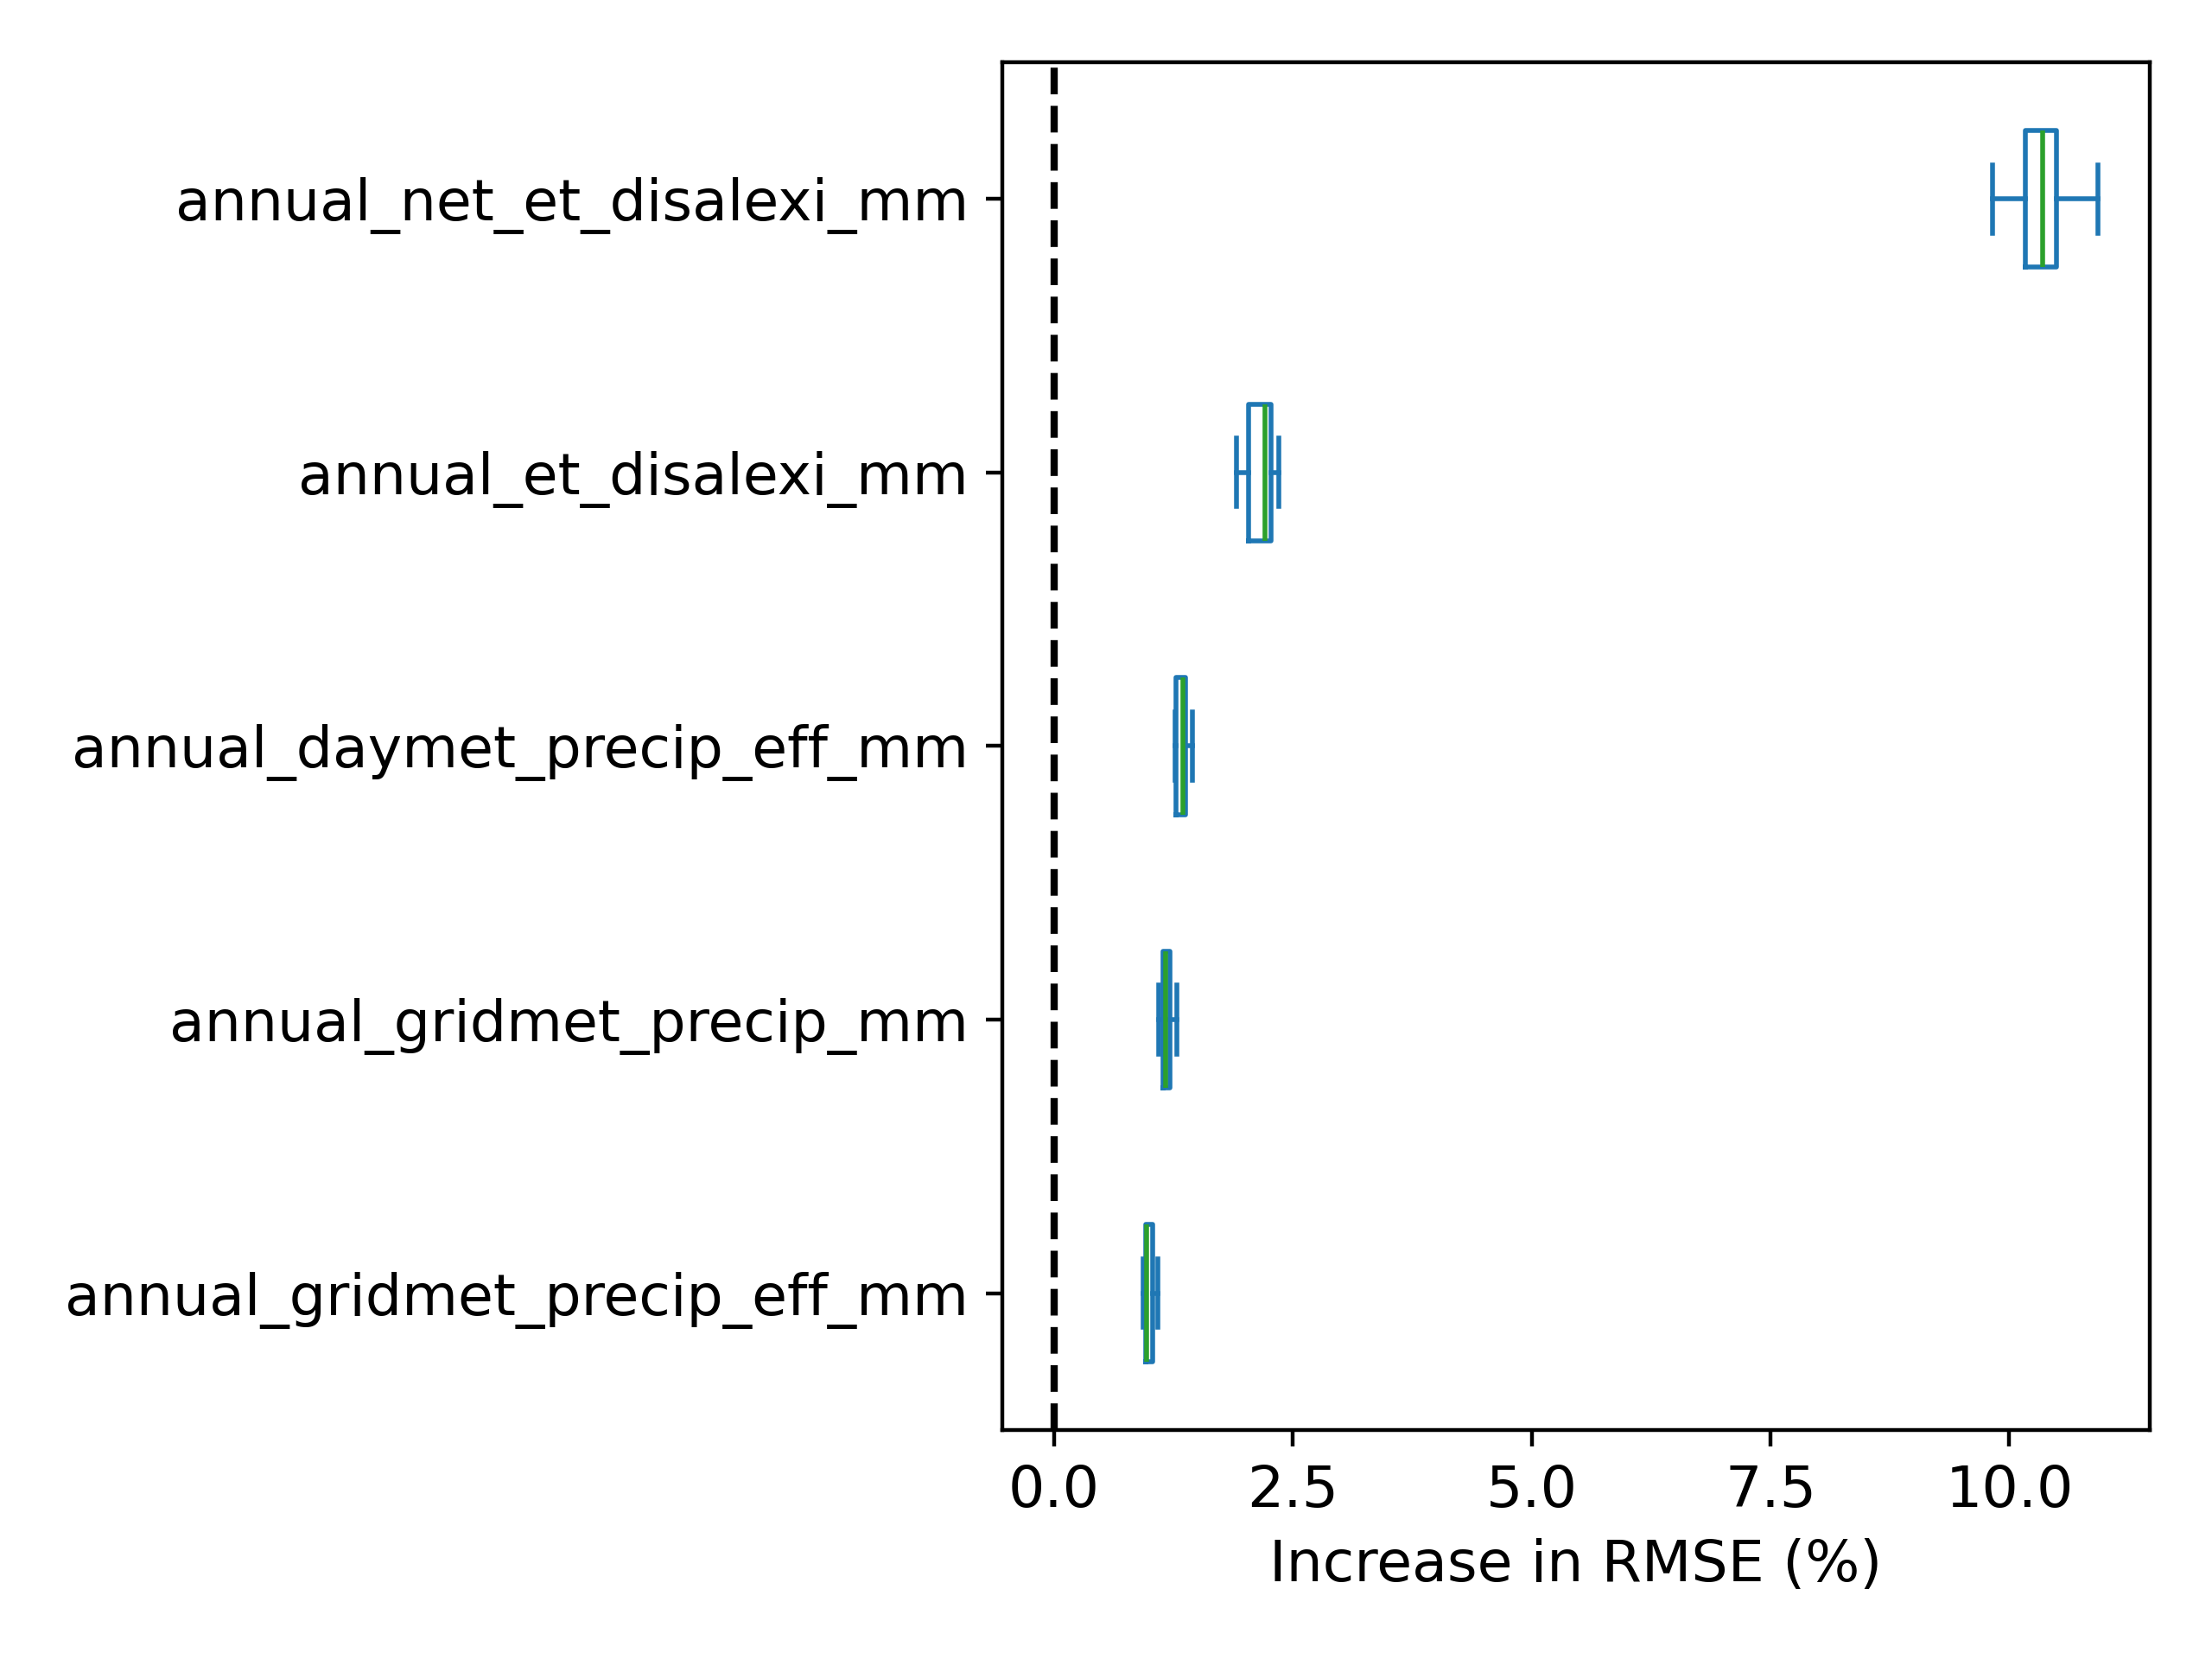 annual_net_et_disalexi_mm
annual_et_disalexi_mm
annual_daymet_precip_eff_mm
annual_gridmet_precip_mm
annual_gridmet_precip_eff_mm
0.0 2.5 5.0 7.5 10.0
Increase in RMSE (%)